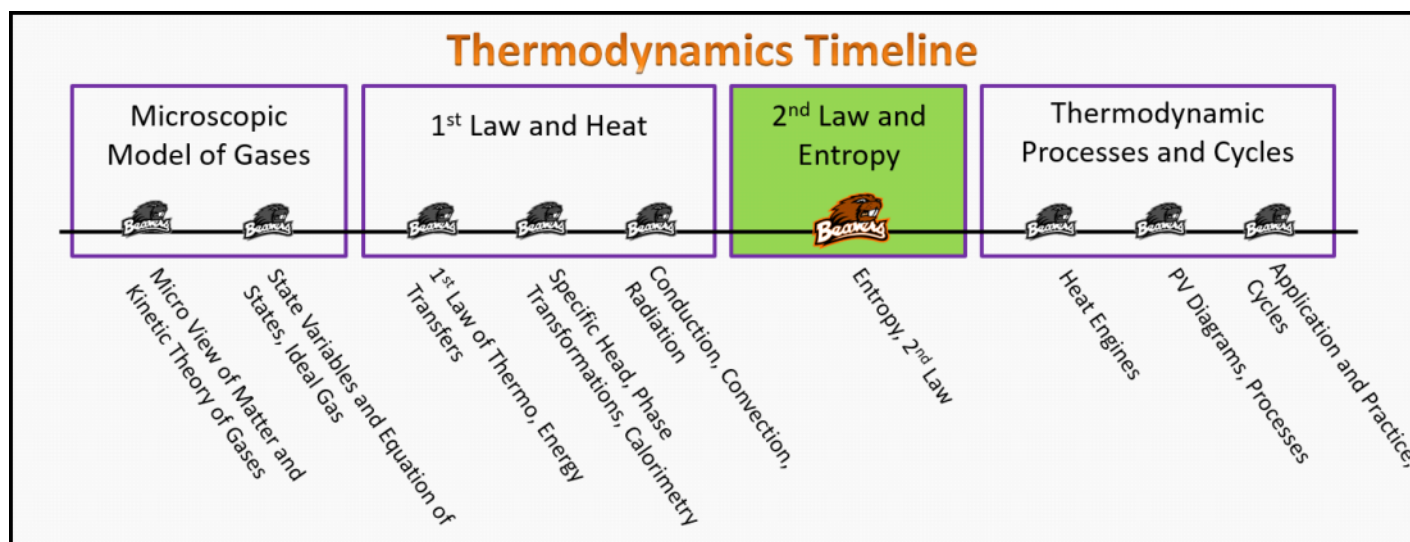 Thermodynamics Timeline
Microscopic
Model of Gases
1st Law and Heat
2nd Law and
Entropy
Thermodynamic
Processes and Cycles
Beavers
Beavers
Beavers
Beavers
Beavers
Beavers
Beavers
Beavers
Beavers
Micro View of Matter and
Kinetic Theory of Gases
State Variables and Equation of
States, Ideal Gas
1st Law of Thermo, Energy
Transfers
Specific Head, Phase
Transformations, Calorimetry
Conduction, Convection,
Radiation
Entropy, 2nd Law
Heat Engines
PV Diagrams, Processes
Application and Practice,
Cycles